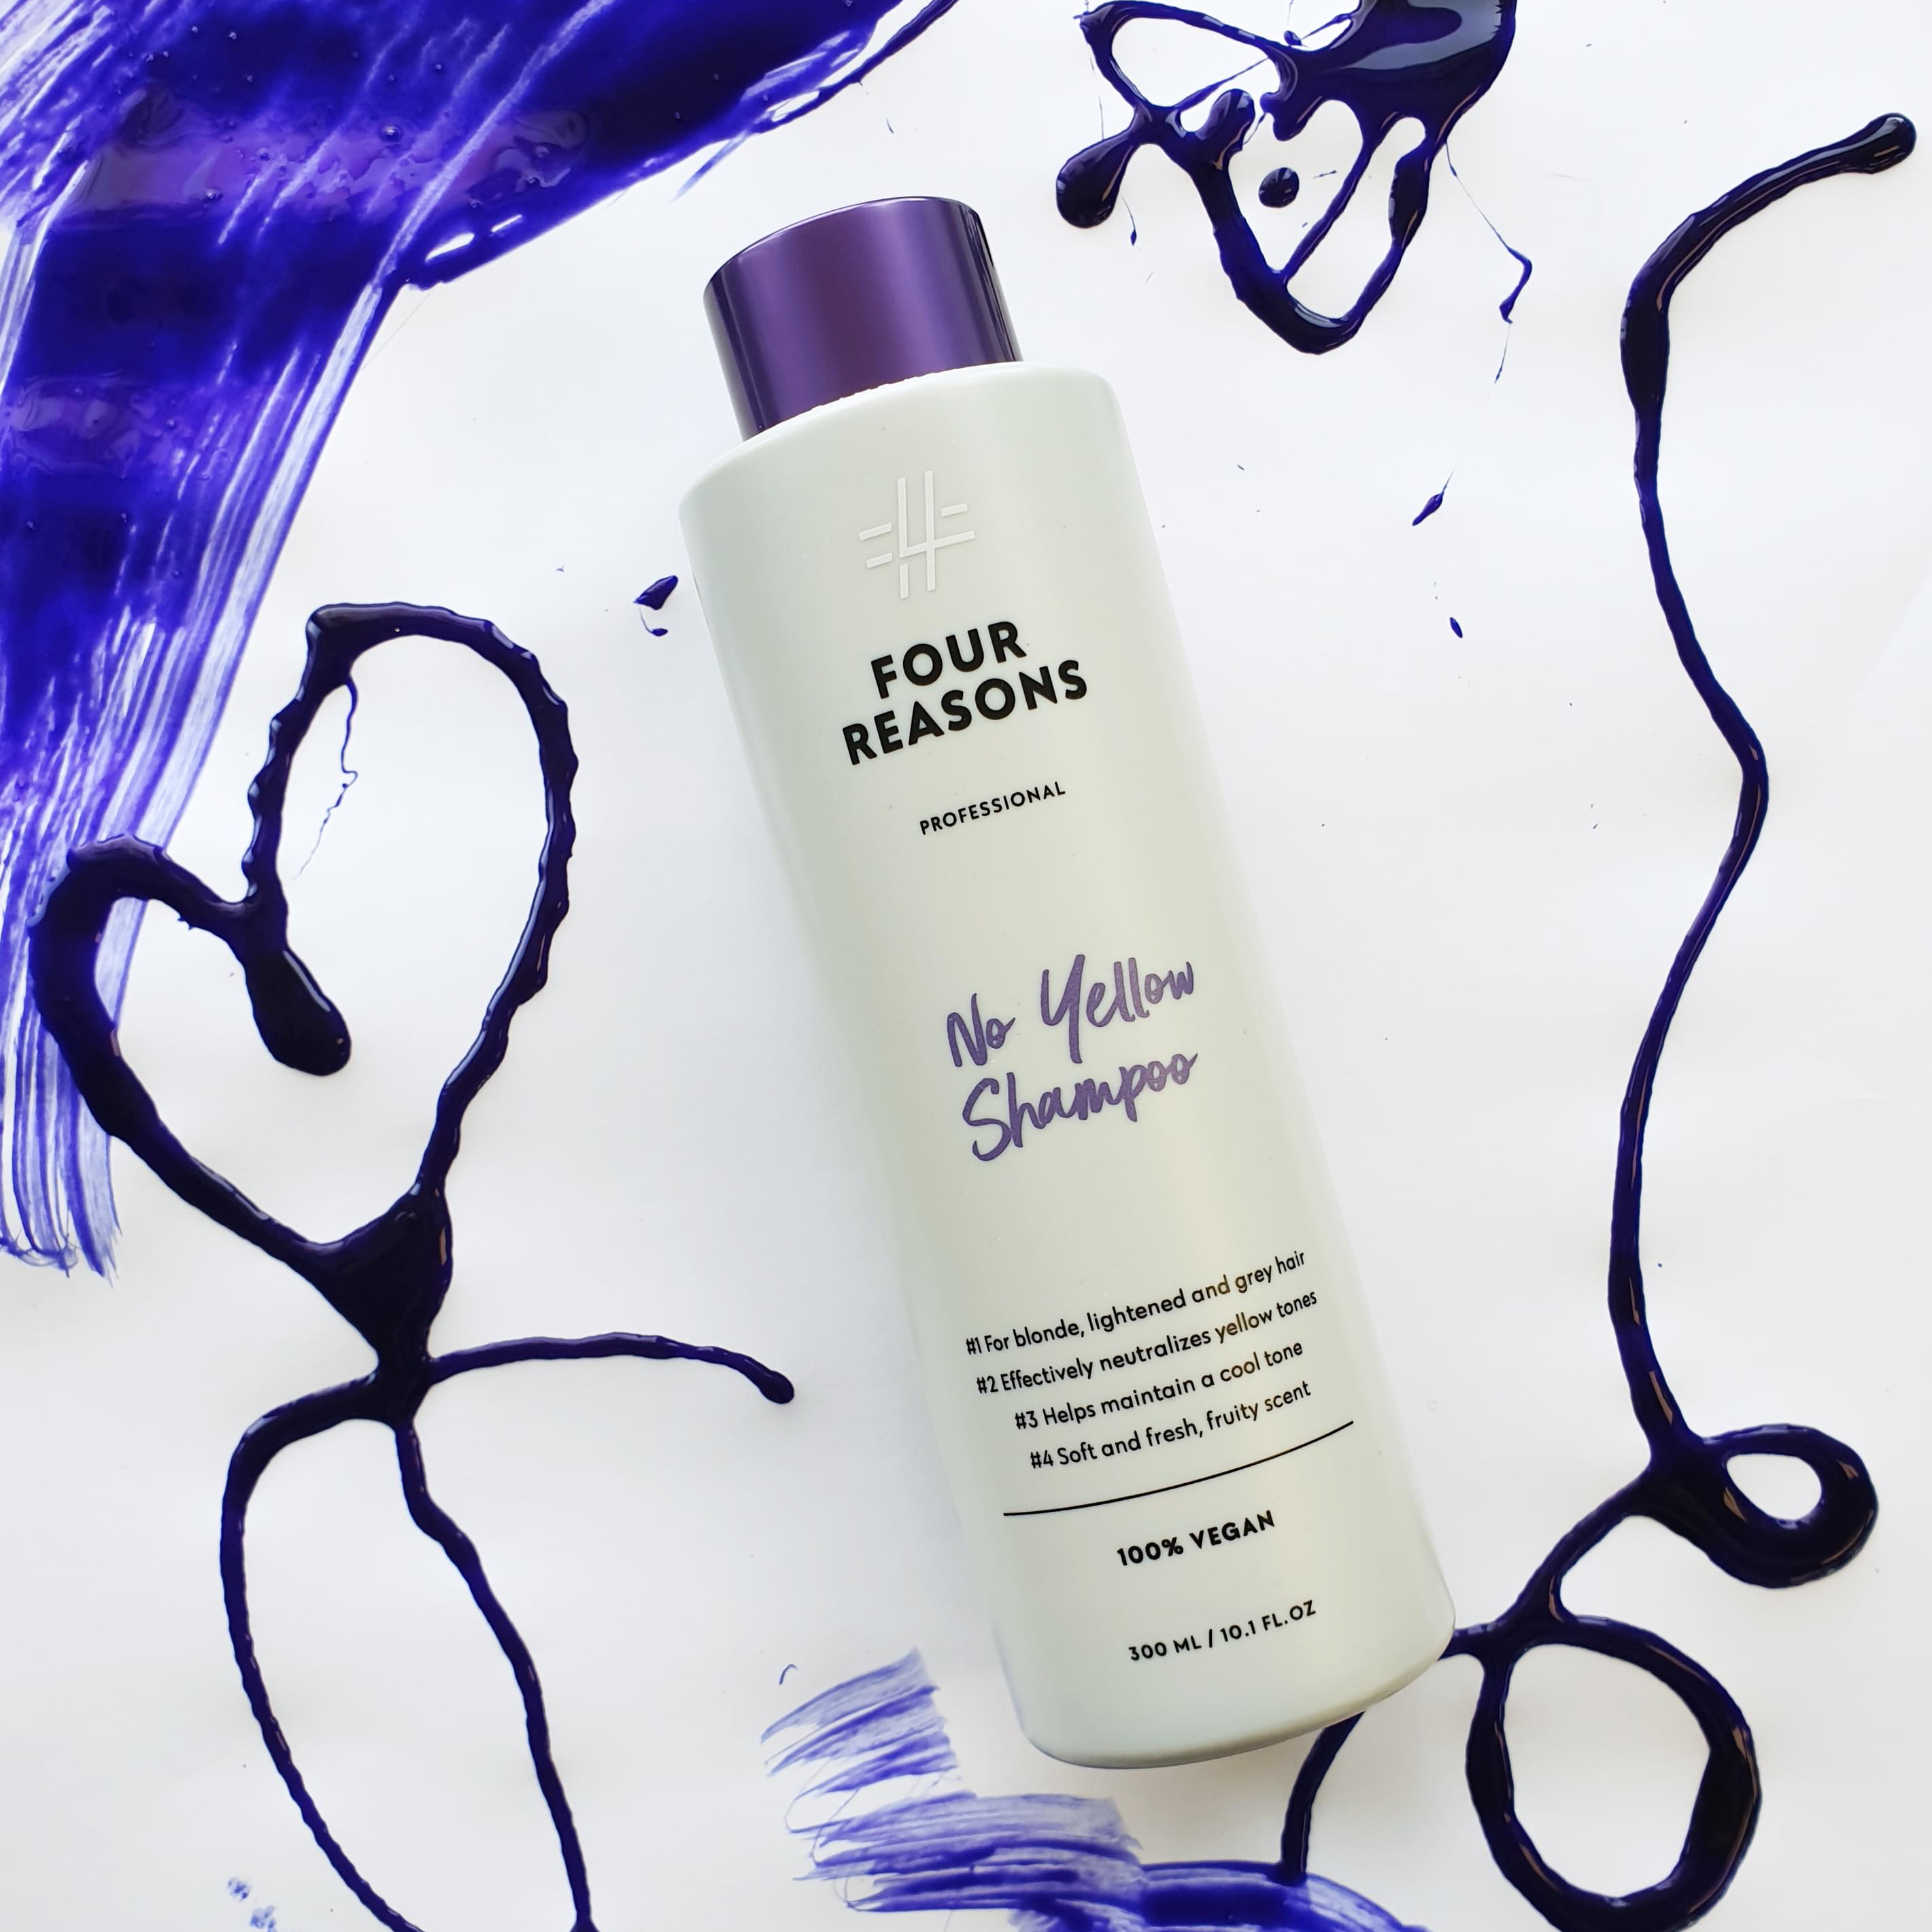 FOUR
REASONS
PROFESSIONAL
No Yellow
Shampoo
#1 For blonde, lightened and grey hair
#2 Effectively neutralizes yellow tones
#3 Helps maintain a cool tone
#4 Soft and fresh, fruity scent
100% VEGAN
300 ML / 10.1 FL.OZ